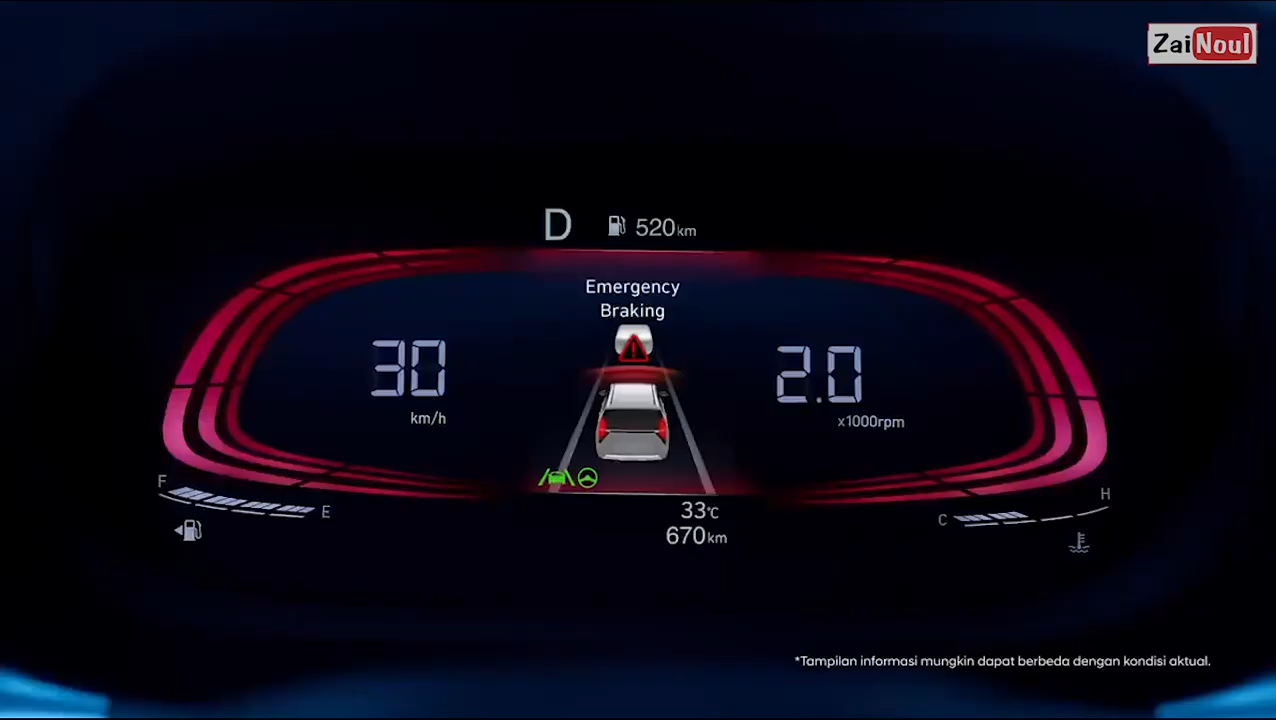 ZaiNoul
D 520km
Emergency
Braking
30
km/h
2.0
x1000rpm
F
E
33°C
670km
C
H
*Tampilan informasi mungkin dapat berbeda dengan kondisi aktual.